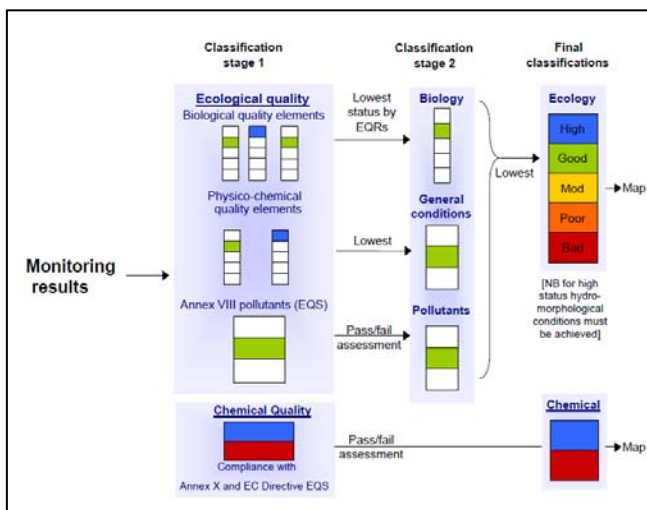 Classification
stage 1
Classification
stage 2
Final
classifications
Ecological quality
Biological quality elements
Lowest
status by
EQRs
Biology
Ecology
High
Good
Mod
Poor
Bad
Lowest
Map
Physico-chemical
quality elements
Lowest
General
conditions
Monitoring
results
Annex VIII pollutants (EQS)
Pass/fail
assessment
Pollutants
[NB for high
status hydro-
morphological
conditions must
be achieved]
Chemical Quality
Compliance with
Annex X and EC Directive EQS
Pass/fail
assessment
Chemical
Map